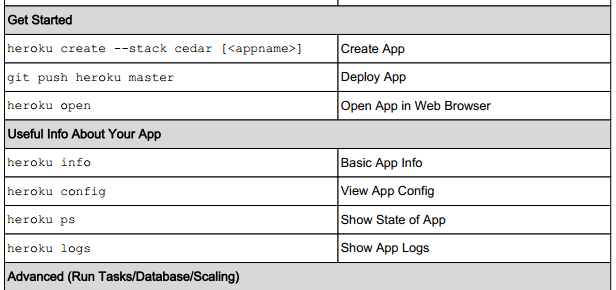 Get Started
heroku create --stack cedar [<appname>] Create App
git push heroku master Deploy App
heroku open Open App in Web Browser
Useful Info About Your App
heroku info Basic App Info
heroku config View App Config
heroku ps Show State of App
heroku logs Show App Logs
Advanced (Run Tasks/Database/Scaling)